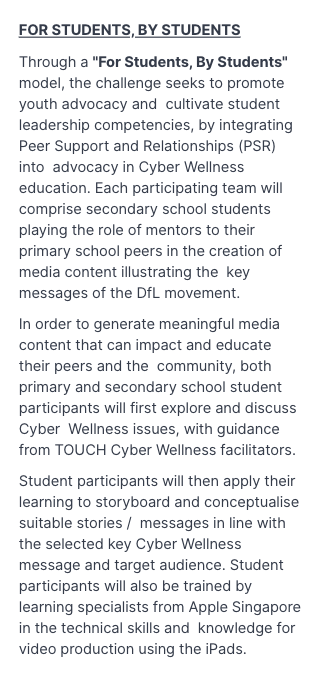 FOR STUDENTS, BY STUDENTS
Through a "For Students, By Students"
model, the challenge seeks to promote
youth advocacy and  cultivate student
leadership competencies, by integrating
Peer Support and Relationships (PSR)
into  advocacy in Cyber Wellness
education. Each participating team will
comprise secondary school students
playing the role of mentors to their
primary school peers in the creation of
media content illustrating the  key
messages of the DfL movement.
In order to generate meaningful media
content that can impact and educate
their peers and the  community, both
primary and secondary school student
participants will first explore and discuss
Cyber  Wellness issues, with guidance
from TOUCH Cyber Wellness facilitators.
Student participants will then apply their
learning to storyboard and conceptualise
suitable stories /  messages in line with
the selected key Cyber Wellness
message and target audience. Student
participants will also be trained by
learning specialists from Apple Singapore
in the technical skills and  knowledge for
video production using the iPads.